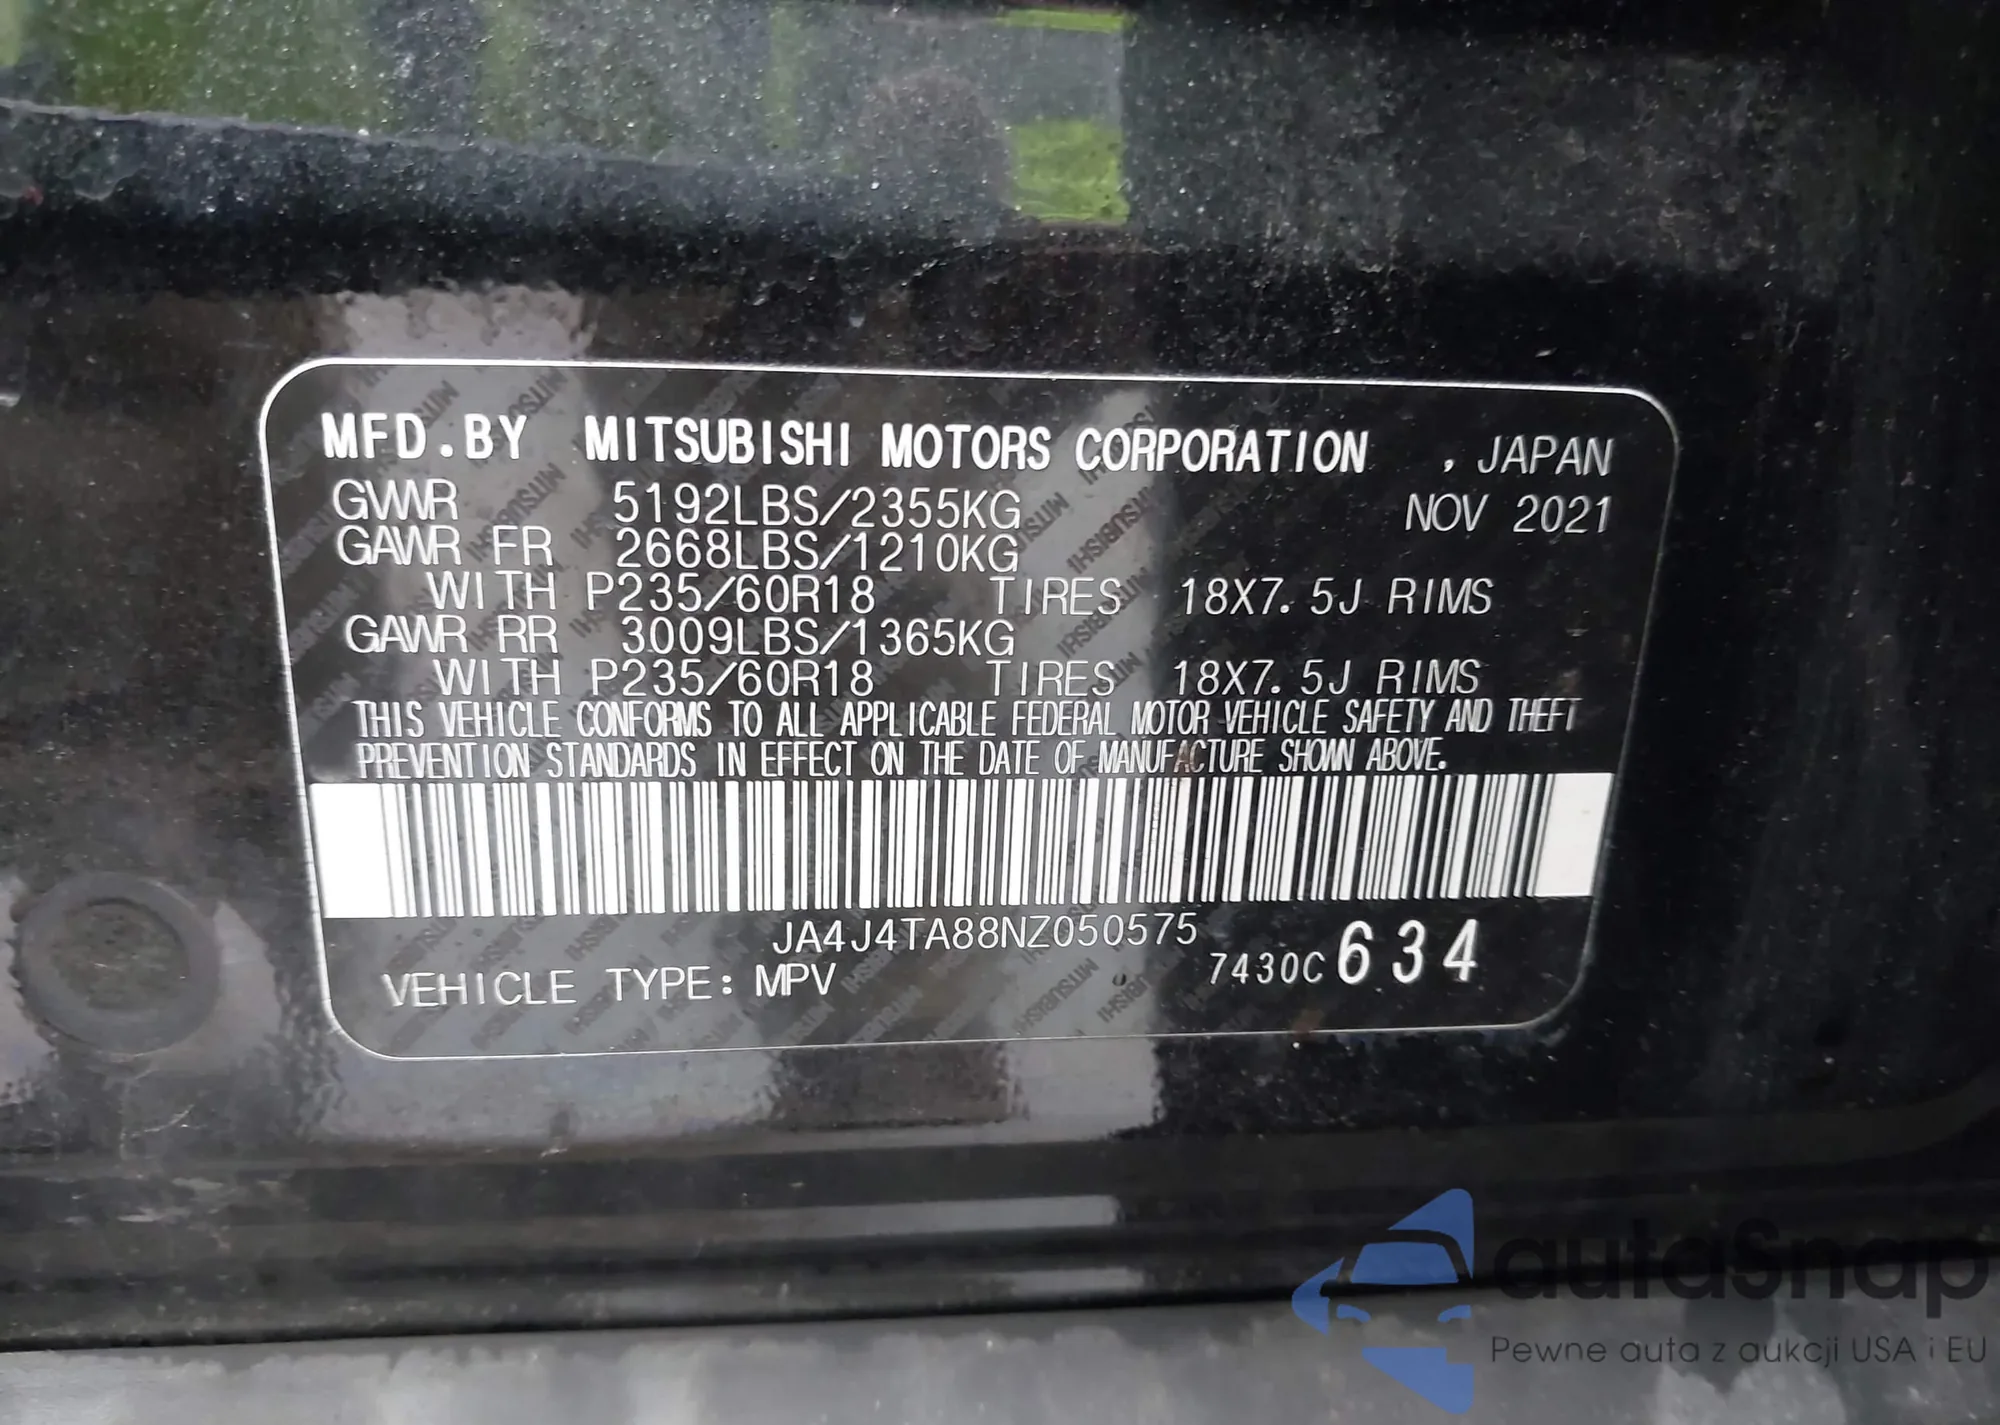 MFD.BY MITSUBISHI MOTORS CORPORATION , JAPAN
GVWR 5192LBS/2355KG NOV 2021
GAWR FR 2668LBS/1210KG
WITH P235/60R18 TIRES 18X7.5J RIMS
GAWR RR 3009LBS/1365KG
WITH P235/60R18 TIRES 18X7.5J RIMS
THIS VEHICLE CONFORMS TO ALL APPLICABLE FEDERAL MOTOR VEHICLE SAFETY AND THEFT
PREVENTION STANDARDS IN EFFECT ON THE DATE OF MANUFACTURE SHOWN ABOVE.
JA4J4TA88NZ050575
VEHICLE TYPE: MPV 7430C 634
autaSnap
Pewne auta z aukcji USA i EU